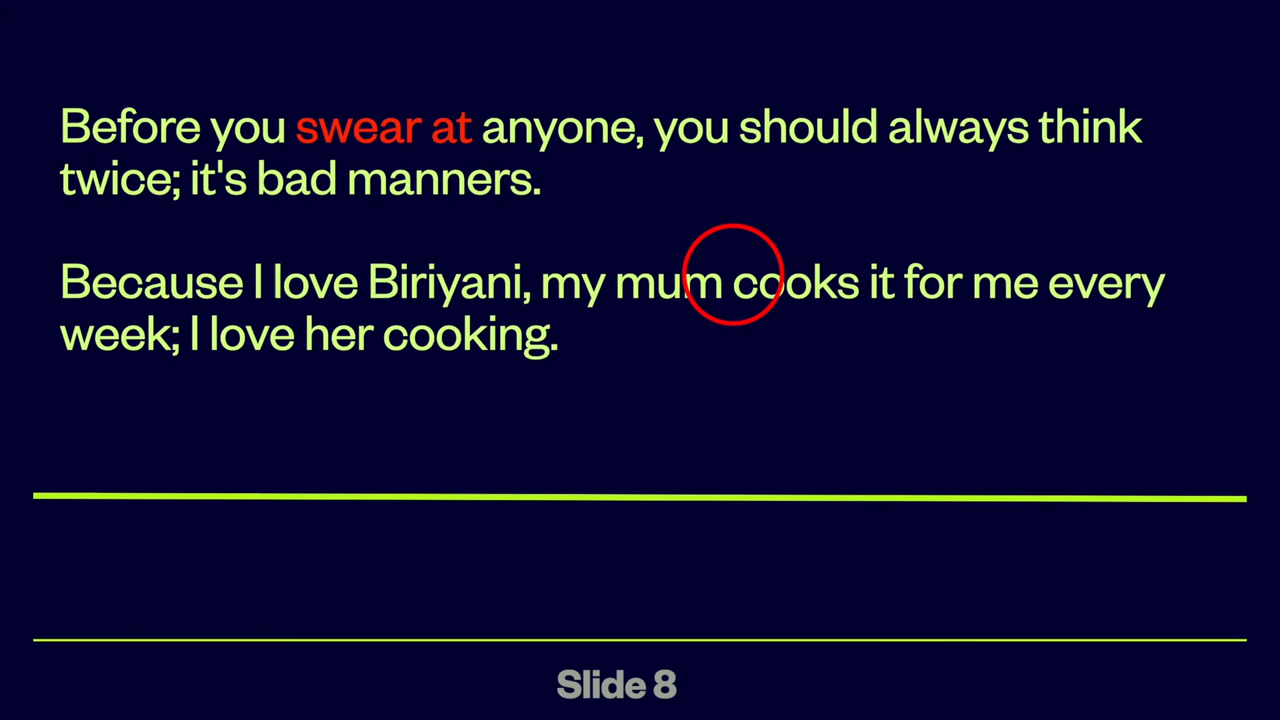 Before you swear at anyone, you should always think
twice; it's bad manners.
Because I love Biriyani, my mum cooks it for me every
week; I love her cooking.
Slide 8